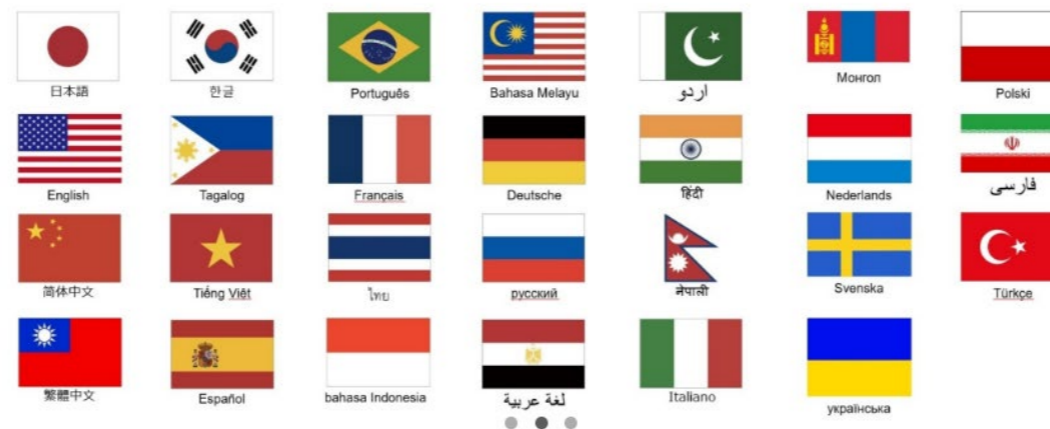 日本語
한글
Português
Bahasa Melayu
اردو
Монгол
Polski
English
Tagalog
Français
Deutsche
हिंदी
Nederlands
فارسی
简体中文
Tiếng Việt
ไทย
русский
नेपाली
Svenska
Türkçe
繁體中文
Español
bahasa Indonesia
لغة عربية
Italiano
українська